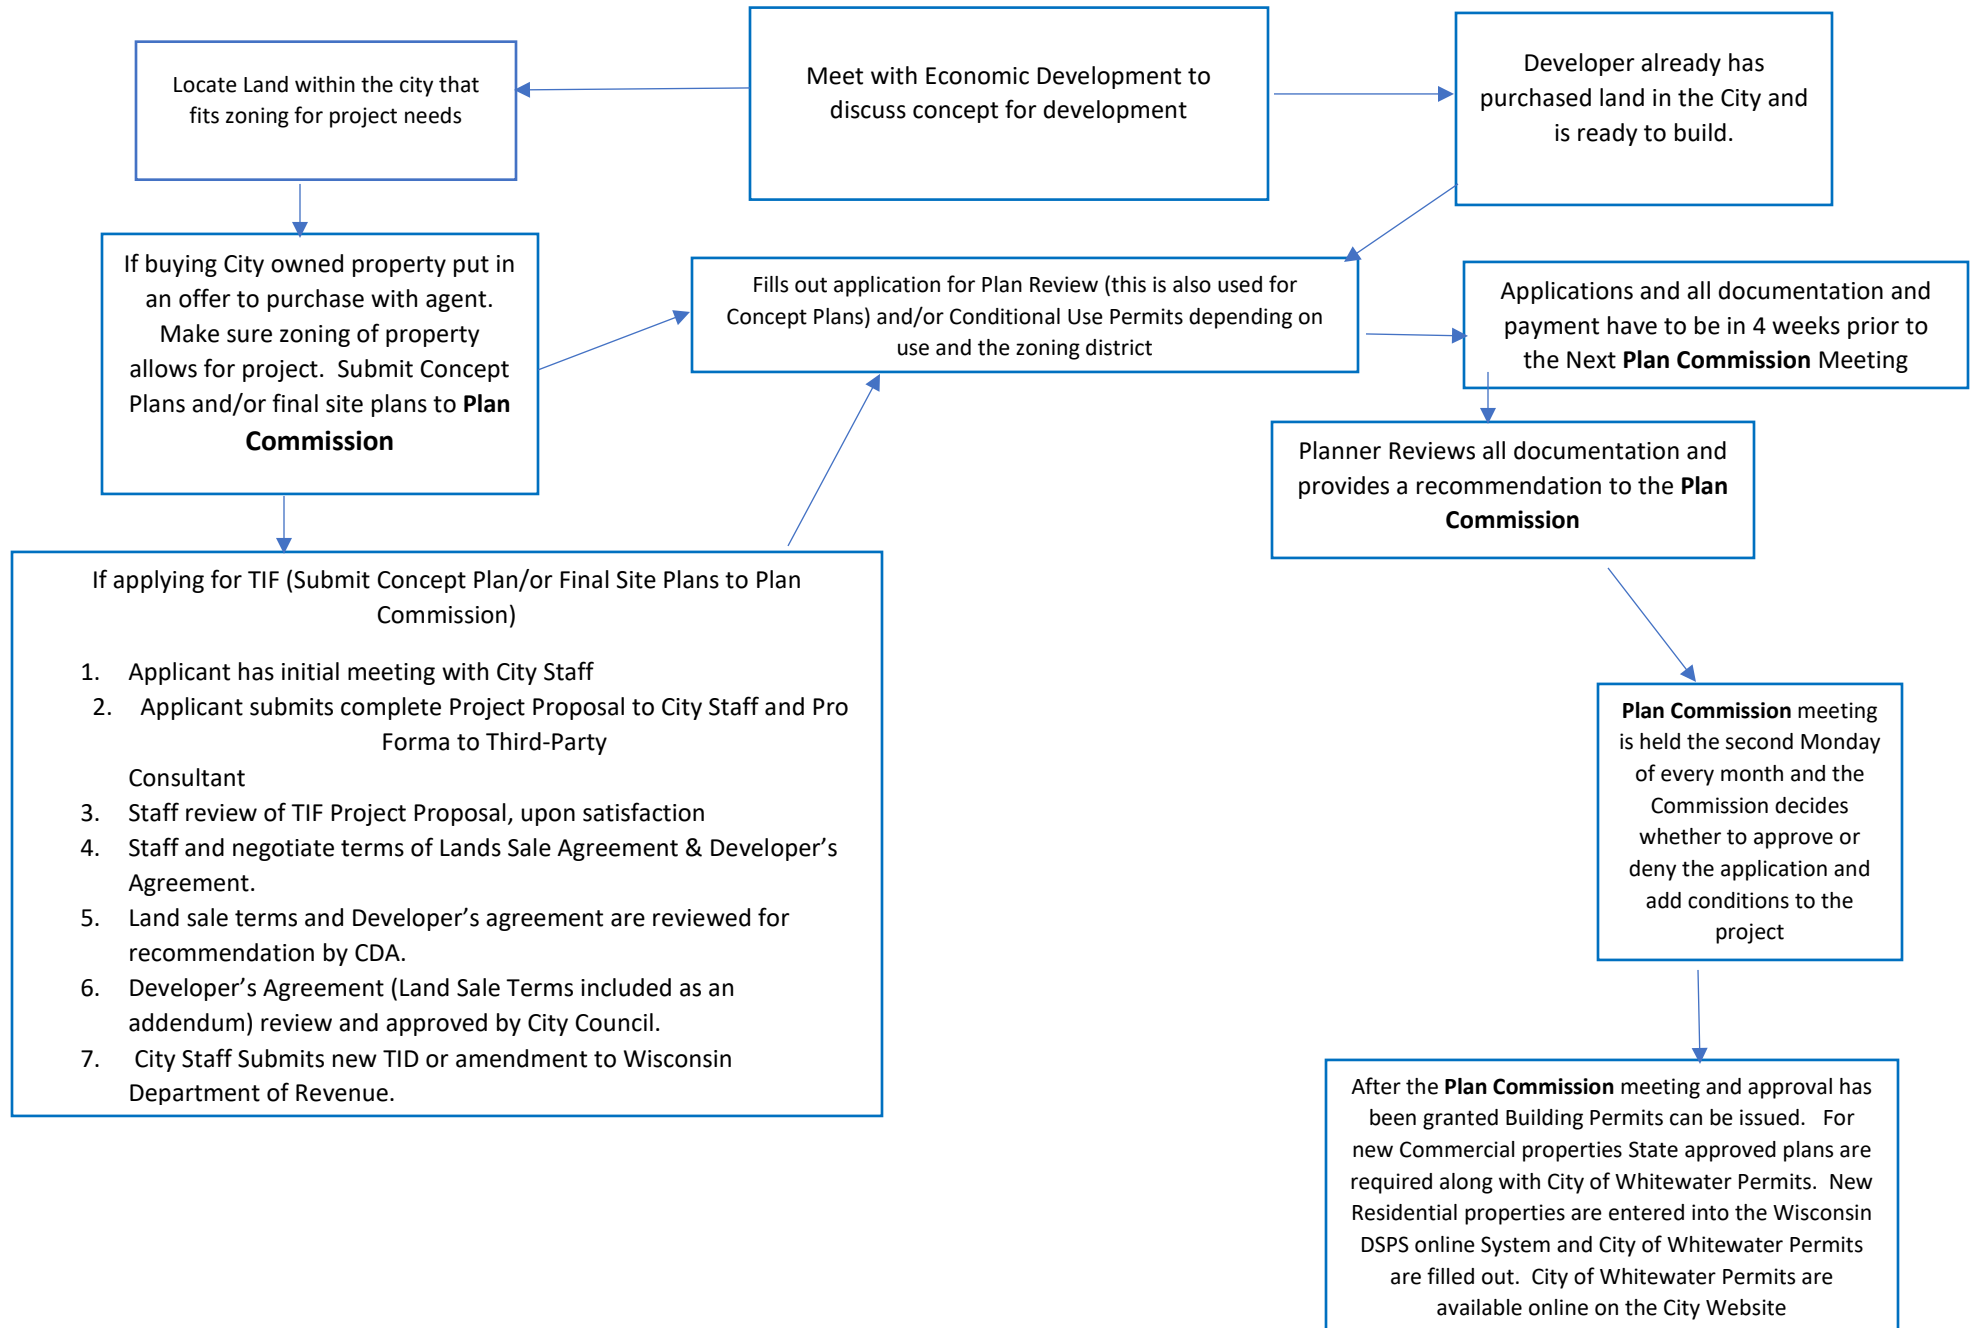 Meet with Economic Development to
discuss concept for development
Locate Land within the city that
fits zoning for project needs
Developer already has
purchased land in the City and
is ready to build.
If buying City owned property put in
an offer to purchase with agent.
Make sure zoning of property
allows for project.  Submit Concept
Plans and/or final site plans to Plan
Commission
Fills out application for Plan Review (this is also used for
Concept Plans) and/or Conditional Use Permits depending on
use and the zoning district
Applications and all documentation and
payment have to be in 4 weeks prior to
the Next Plan Commission Meeting
Planner Reviews all documentation and
provides a recommendation to the Plan
Commission
If applying for TIF (Submit Concept Plan/or Final Site Plans to Plan
Commission)
1. Applicant has initial meeting with City Staff
2. Applicant submits complete Project Proposal to City Staff and Pro
Forma to Third-Party
Consultant
3. Staff review of TIF Project Proposal, upon satisfaction
4. Staff and negotiate terms of Lands Sale Agreement & Developer’s
Agreement.
5. Land sale terms and Developer’s agreement are reviewed for
recommendation by CDA.
6. Developer’s Agreement (Land Sale Terms included as an
addendum) review and approved by City Council.
7. City Staff Submits new TID or amendment to Wisconsin
Department of Revenue.
Plan Commission meeting
is held the second Monday
of every month and the
Commission decides
whether to approve or
deny the application and
add conditions to the
project
After the Plan Commission meeting and approval has
been granted Building Permits can be issued.   For
new Commercial properties State approved plans are
required along with City of Whitewater Permits.  New
Residential properties are entered into the Wisconsin
DSPS online System and City of Whitewater Permits
are filled out.  City of Whitewater Permits are
available online on the City Website